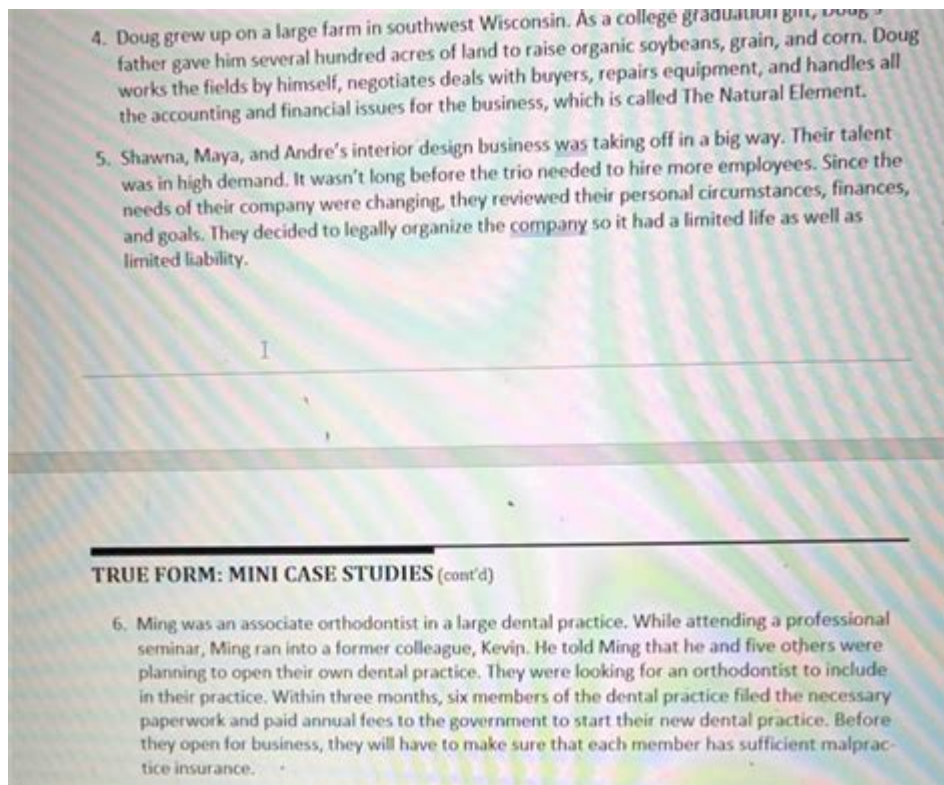 4. Doug grew up on a large farm in southwest Wisconsin. As a college graduation gift, Doug's
father gave him several hundred acres of land to raise organic soybeans, grain, and corn. Doug
works the fields by himself, negotiates deals with buyers, repairs equipment, and handles all
the accounting and financial issues for the business, which is called The Natural Element.
5. Shawna, Maya, and Andre's interior design business was taking off in a big way. Their talent
was in high demand. It wasn't long before the trio needed to hire more employees. Since the
needs of their company were changing, they reviewed their personal circumstances, finances,
and goals. They decided to legally organize the company so it had a limited life as well as
limited liability.
TRUE FORM: MINI CASE STUDIES (cont'd)
6. Ming was an associate orthodontist in a large dental practice. While attending a professional
seminar, Ming ran into a former colleague, Kevin. He told Ming that he and five others were
planning to open their own dental practice. They were looking for an orthodontist to include
in their practice. Within three months, six members of the dental practice filed the necessary
paperwork and paid annual fees to the government to start their new dental practice. Before
they open for business, they will have to make sure that each member has sufficient malprac-
tice insurance.